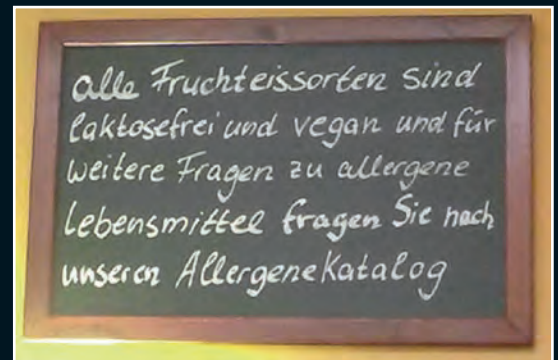 alle Fruchteissorten sind
laktosefrei und vegan und für
weitere Fragen zu allergene
Lebensmittel fragen Sie nach
unseren AllergeneKatalog